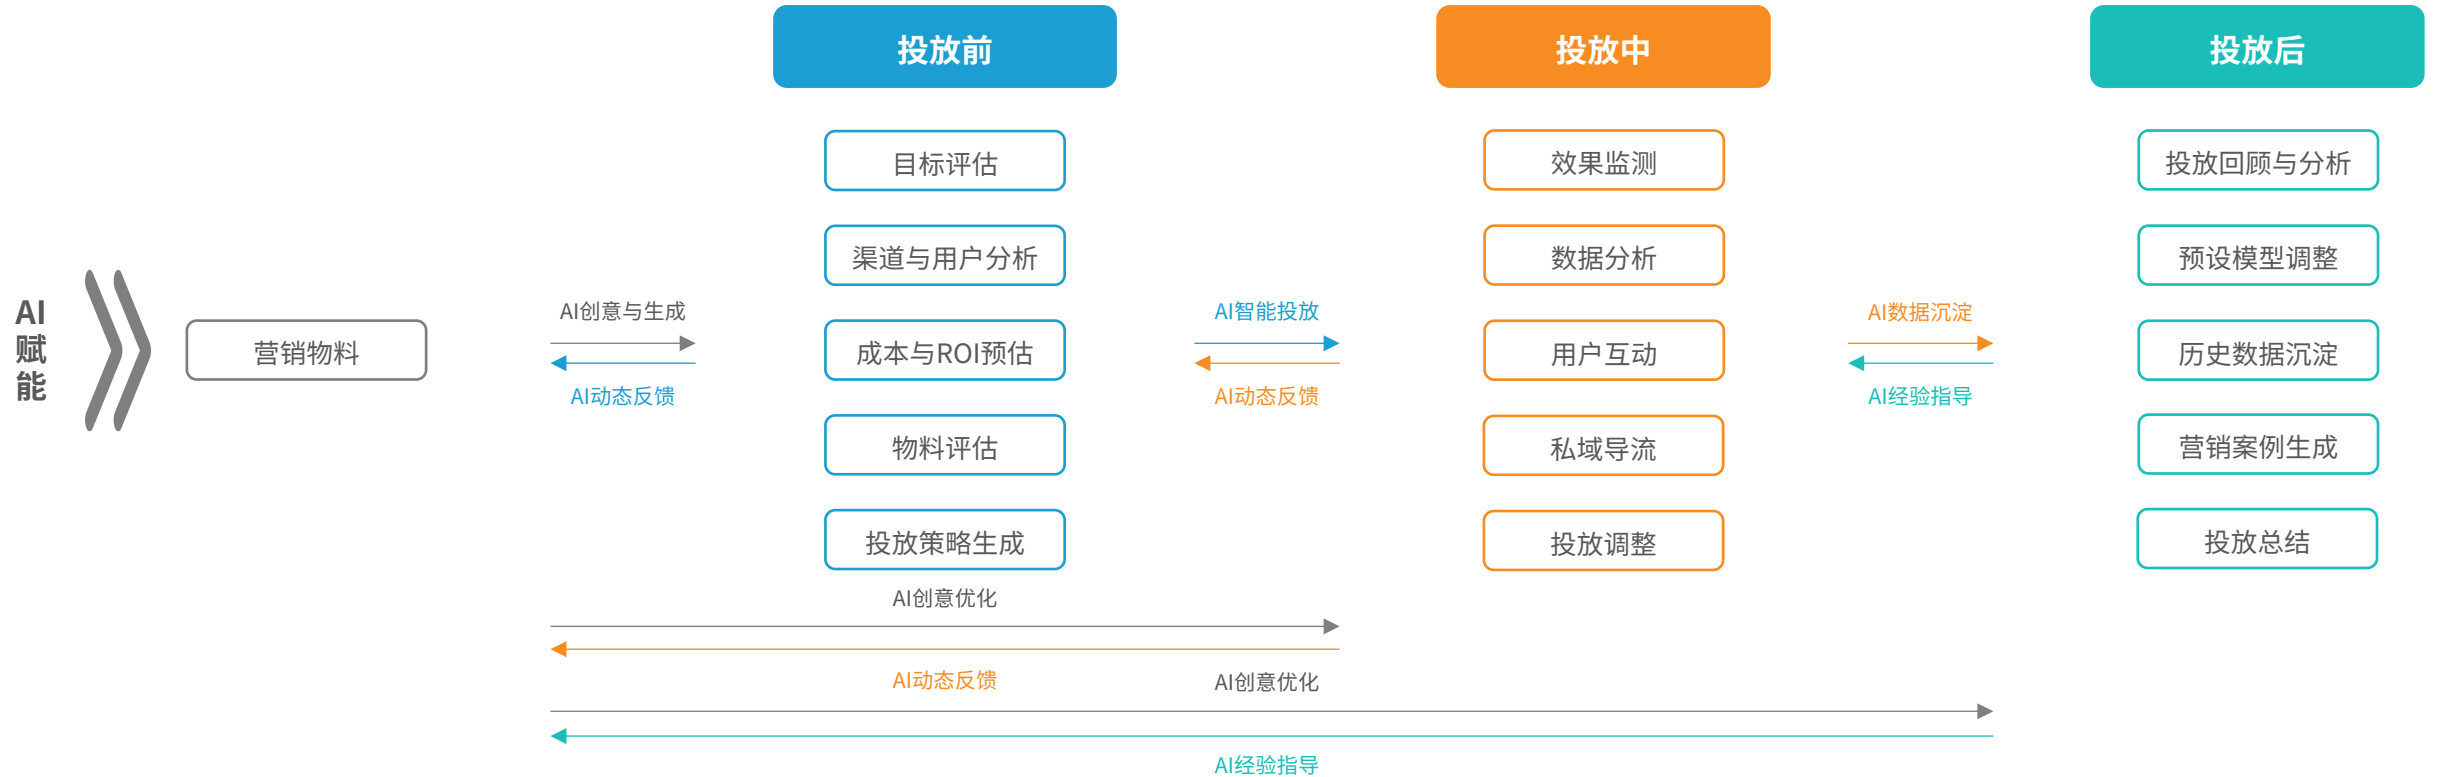 投放前
投放中
投放后
目标评估
效果监测
投放回顾与分析
渠道与用户分析
数据分析
预设模型调整
AI
赋
能
营销物料
AI创意与生成
AI动态反馈
成本与ROI预估
AI智能投放
AI动态反馈
用户互动
AI数据沉淀
AI经验指导
历史数据沉淀
物料评估
私域导流
营销案例生成
投放策略生成
投放调整
投放总结
AI创意优化
AI动态反馈
AI创意优化
AI经验指导